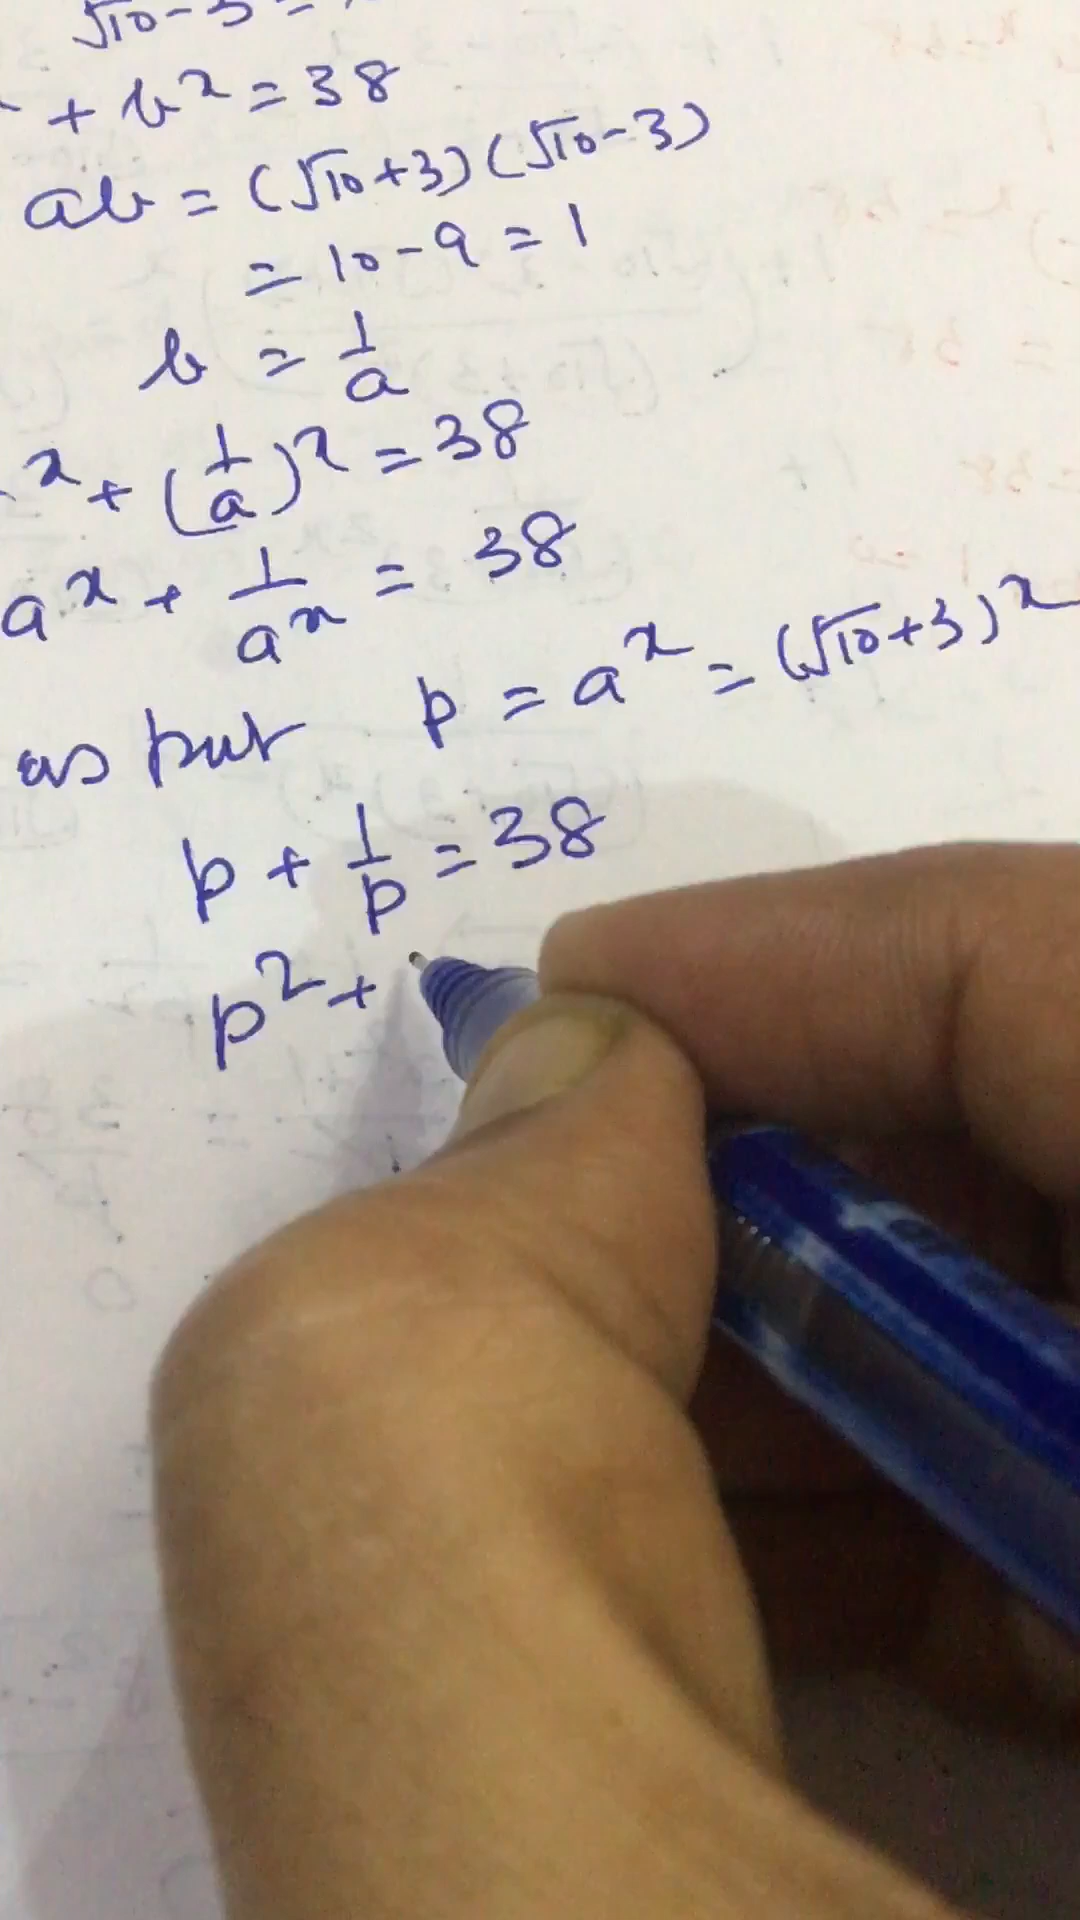 √10-3 =
+ b^x = 38
ab = (√10+3)(√10-3)
= 10-9 = 1
b = 1/a
x + (1/a)^x = 38
a^x + 1/a^x = 38
as put p = a^x = (√10+3)^x
p + 1/p = 38
p^2 +